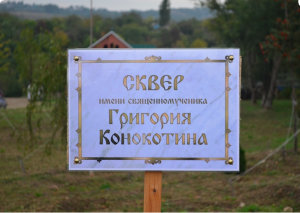 СКВЕР
имени священномученика
Григория
Конокотина